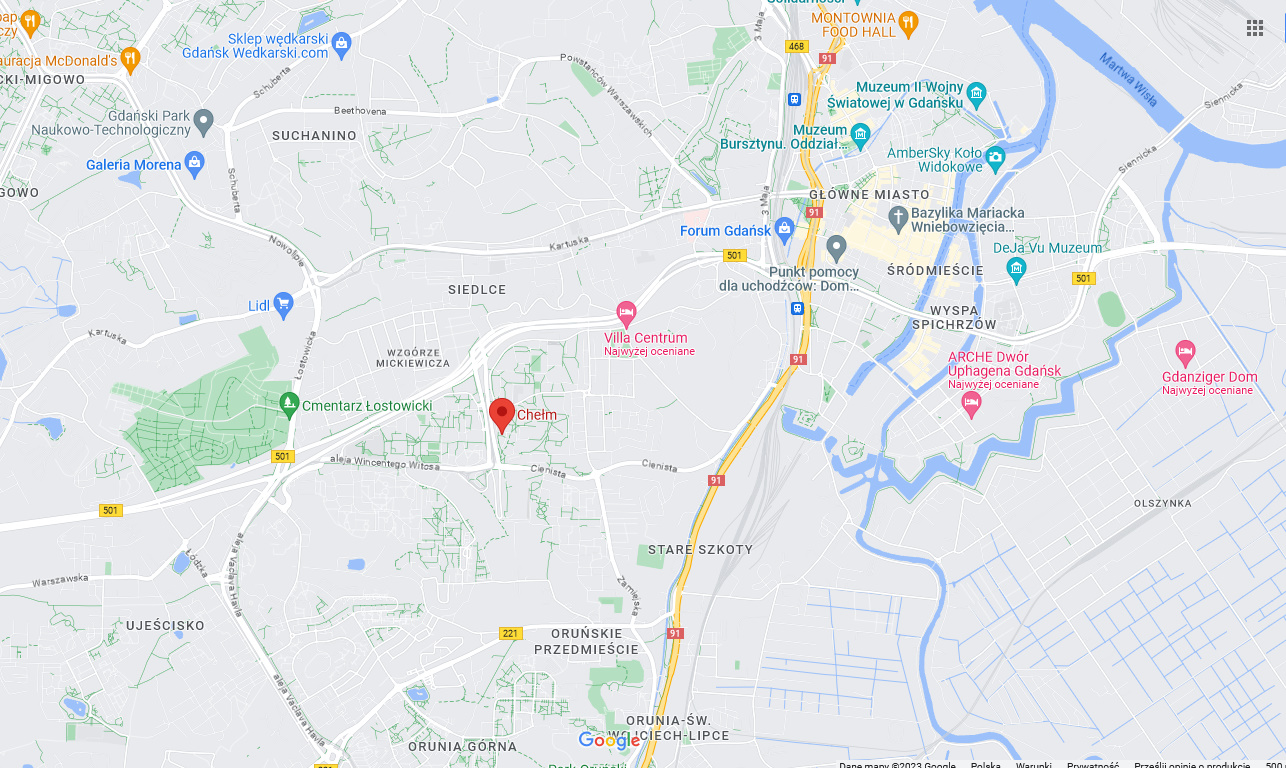 Solidarności
MONTOWNIA
FOOD HALL
Sklep wędkarski
Gdańsk Wedkarski.com
McDonald's
3 Maja
468
91
Powstańców Warszawskich
Martwa Wisła
Schuberta
Muzeum II Wojny
Światowej w Gdańsku
Siennicka
Gdański Park
Naukowo-Technologiczny
Beethovena
SUCHANINO
Muzeum
Bursztynu. Oddział…
AmberSky Koło
Widokowe
Galeria Morena
Siennicka
Schuberta
3 Maja
GŁÓWNE MIASTO
91
Bazylika Mariacka
Wniebowzięcia…
Forum Gdańsk
Kartuska
Nowolipie
DeJa Vu Muzeum
501
Punkt pomocy
dla uchodźców: Dom…
ŚRÓDMIEŚCIE
501
SIEDLCE
Lidl
WYSPA
SPICHRZÓW
Kartuska
Villa Centrum
Najwyżej oceniane
Łostowicka
WZGÓRZE
MICKIEWICZA
91
ARCHE Dwór
Uphagena Gdańsk
Najwyżej oceniane
Gdanziger Dom
Najwyżej oceniane
Cmentarz Łostowicki
Chełm
501
aleja Wincentego Witosa
Cienista
Cienista
91
501
OLSZYNKA
STARE SZKOTY
Łódzka
aleja Vaclava Havla
Warszawska
Zamiejska
UJEŚCISKO
221
ORUŃSKIE
PRZEDMIEŚCIE
91
aleja Vaclava Havla
ORUNIA-ŚW.
WOJCIECH-LIPCE
Google
ORUNIA GÓRNA
Dane mapy ©2023 Google Polska Warunki Prywatność Prześlij opinię o produkcie 500